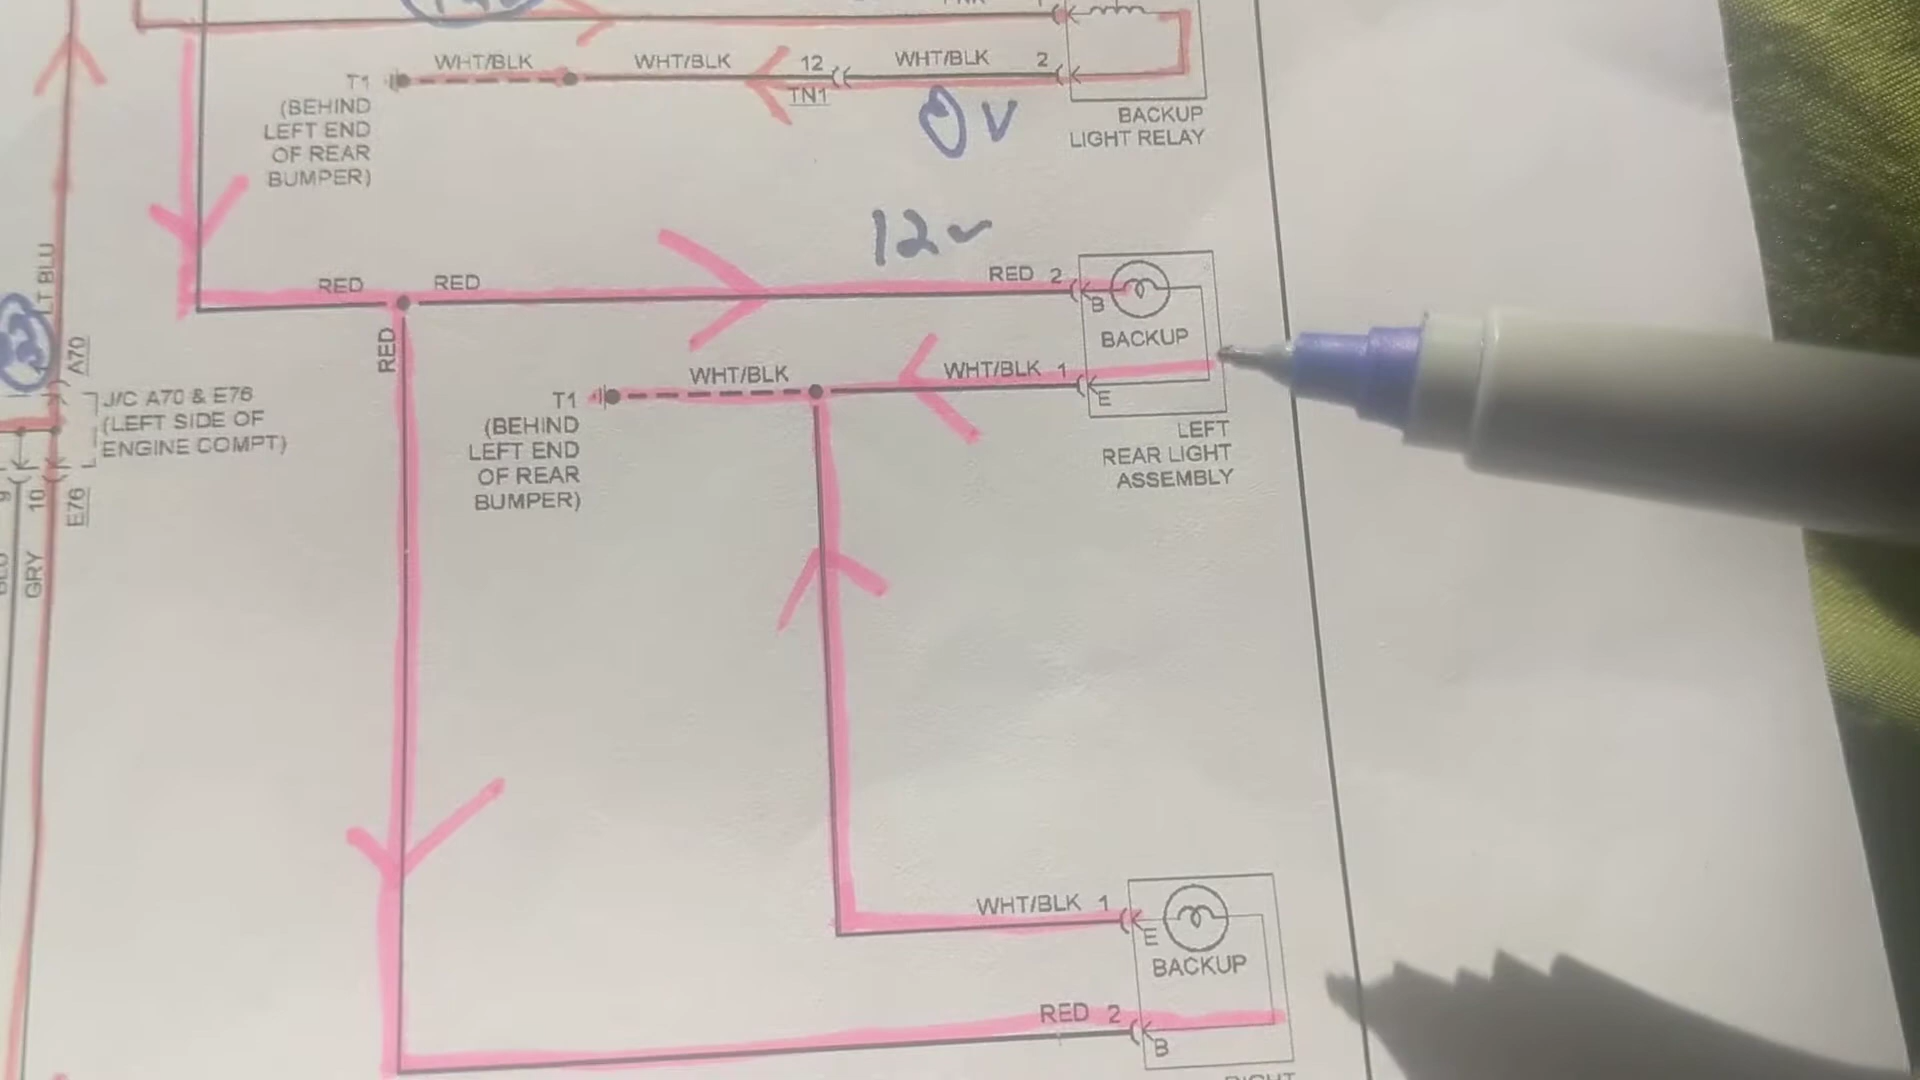 1
WHT/BLK
WHT/BLK
12
WHT/BLK
2
T1
(BEHIND
LEFT END
OF REAR
BUMPER)
TN1
0V
BACKUP
LIGHT RELAY
12v
LT BLU
RED
RED
RED 2
B
BACKUP
RED
WHT/BLK
WHT/BLK 1
E
T1
(BEHIND
LEFT END
OF REAR
BUMPER)
LEFT
REAR LIGHT
ASSEMBLY
A70
J/C A70 & E76
(LEFT SIDE OF
ENGINE COMPT)
9
10
E76
GRY
WHT/BLK 1
E
BACKUP
RED 2
B
RIGHT